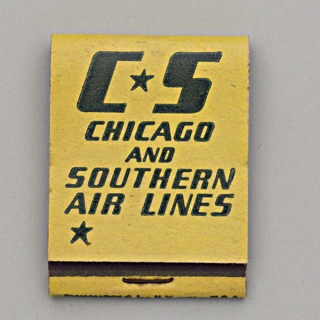 C★S
CHICAGO
AND
SOUTHERN
AIR LINES
★